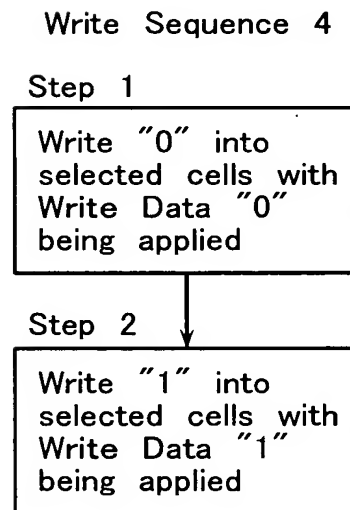 Write Sequence 4
Step 1
Write "0" into
selected cells with
Write Data "0"
being applied
Step 2
Write "1" into
selected cells with
Write Data "1"
being applied